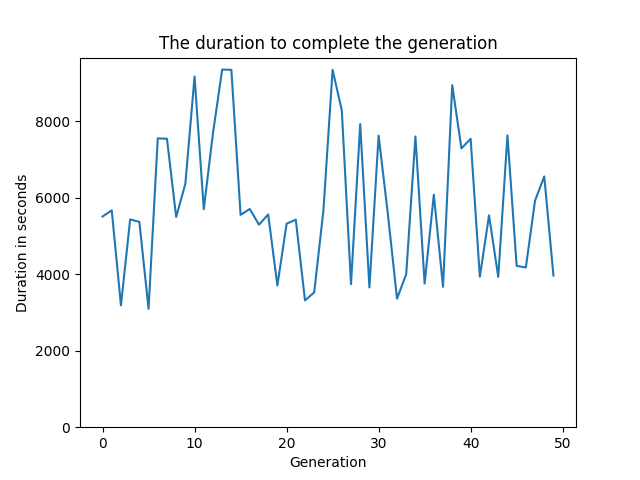 The duration to complete the generation
Duration in seconds
8000
6000
4000
2000
0
0 10 20 30 40 50
Generation